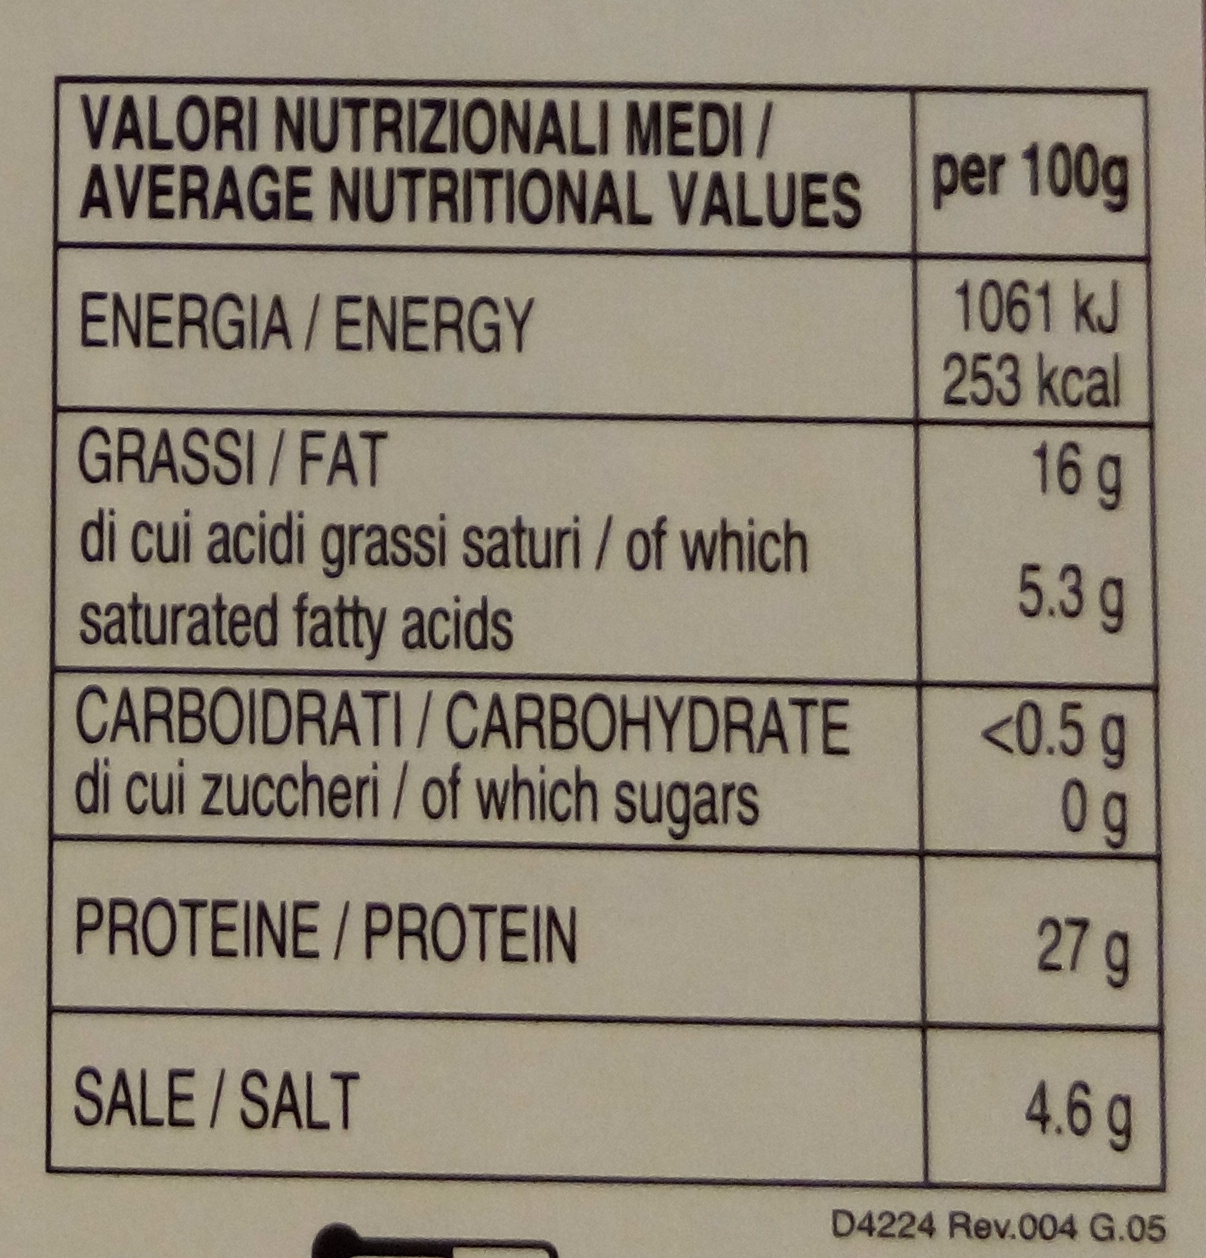 VALORI NUTRIZIONALI MEDI /
AVERAGE NUTRITIONAL VALUES
per 100g
ENERGIA / ENERGY
1061 kJ
253 kcal
GRASSI / FAT
16 g
di cui acidi grassi saturi / of which
saturated fatty acids
5.3 g
CARBOIDRATI / CARBOHYDRATE
<0.5 g
di cui zuccheri / of which sugars
0 g
PROTEINE / PROTEIN
27 g
SALE / SALT
4.6 g
D4224 Rev.004 G.05